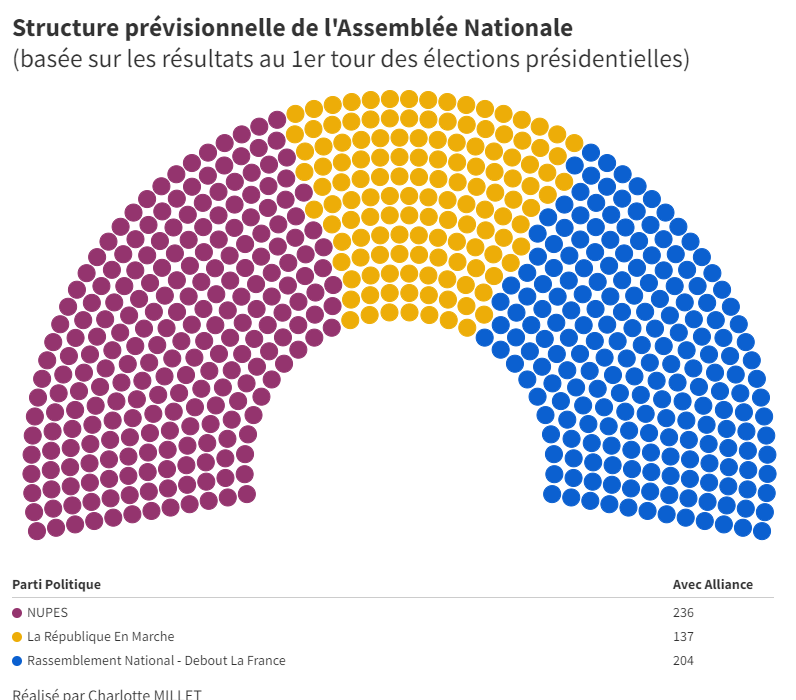 Structure prévisionnelle de l'Assemblée Nationale
(basée sur les résultats au 1er tour des élections présidentielles)
Parti Politique Avec Alliance
NUPES 236
La République En Marche 137
Rassemblement National - Debout La France 204
Réalisé par Charlotte MILLET